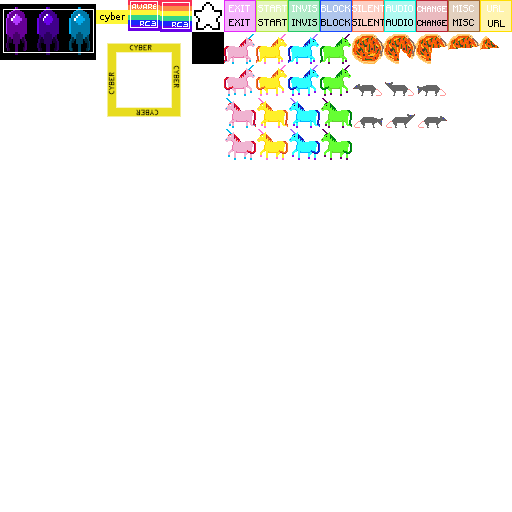 cyber
AWARE
RC3
RC3
EXIT START INVIS BLOCK SILENT AUDIO CHANGE MISC URL
EXIT START INVIS BLOCK SILENT AUDIO CHANGE MISC URL
CYBER
CYBER
CYBER
CYBER